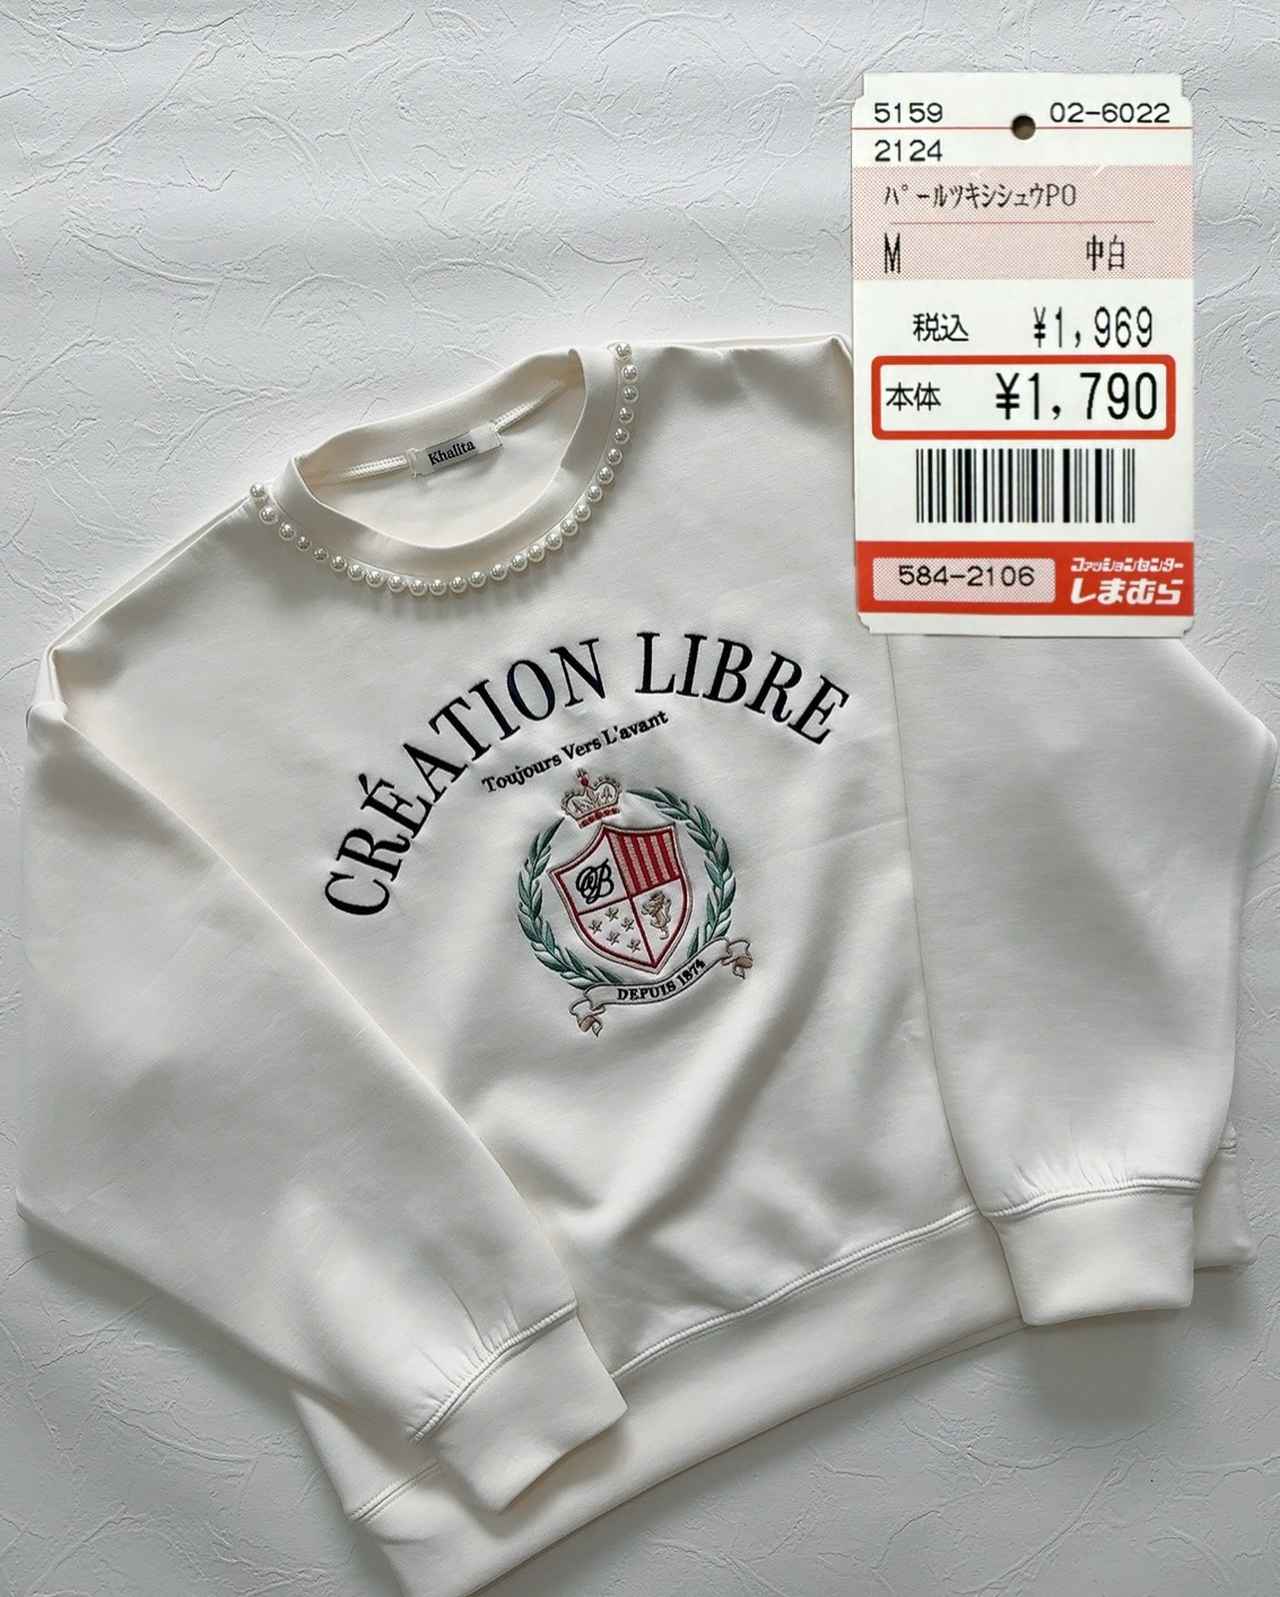 5159 02-6022
2124
パールツキシシュウPO
M 中白
税込 ¥1,969
本体 ¥1,790
584-2106
ファッションセンター
しまむら
Khalita
CRÉATION LIBRE
Toujours Vers L'avant
B
DEPUIS 1874